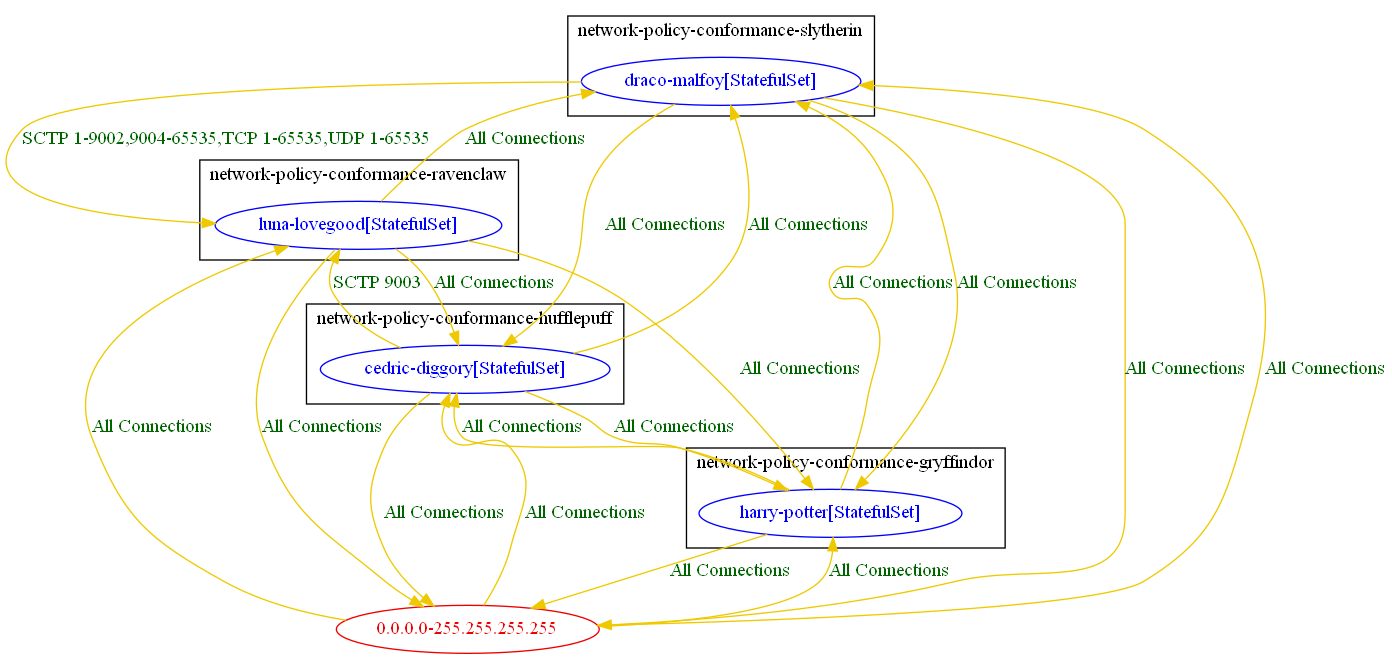 network-policy-conformance-slytherin
draco-malfoy[StatefulSet]
SCTP 1-9002,9004-65535,TCP 1-65535,UDP 1-65535
All Connections
network-policy-conformance-ravenclaw
luna-lovegood[StatefulSet]
All Connections
All Connections
SCTP 9003
All Connections
All Connections
All Connections
network-policy-conformance-hufflepuff
cedric-diggory[StatefulSet]
All Connections
All Connections
All Connections
All Connections
All Connections
All Connections
All Connections
network-policy-conformance-gryffindor
harry-potter[StatefulSet]
All Connections
All Connections
All Connections
All Connections
0.0.0.0-255.255.255.255